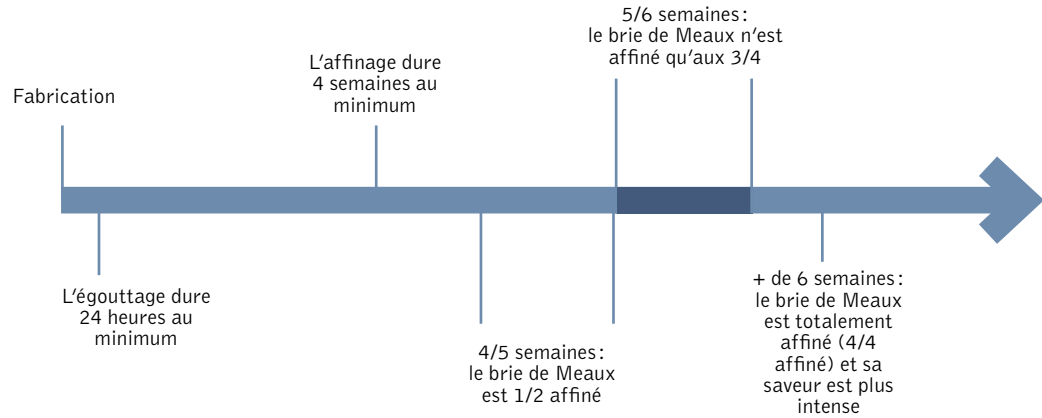 Fabrication
L'égouttage dure
24 heures au
minimum
L'affinage dure
4 semaines au
minimum
4/5 semaines:
le brie de Meaux
est 1/2 affiné
5/6 semaines:
le brie de Meaux n'est
affiné qu'aux 3/4
+ de 6 semaines:
le brie de Meaux
est totalement
affiné (4/4
affiné) et sa
saveur est plus
intense